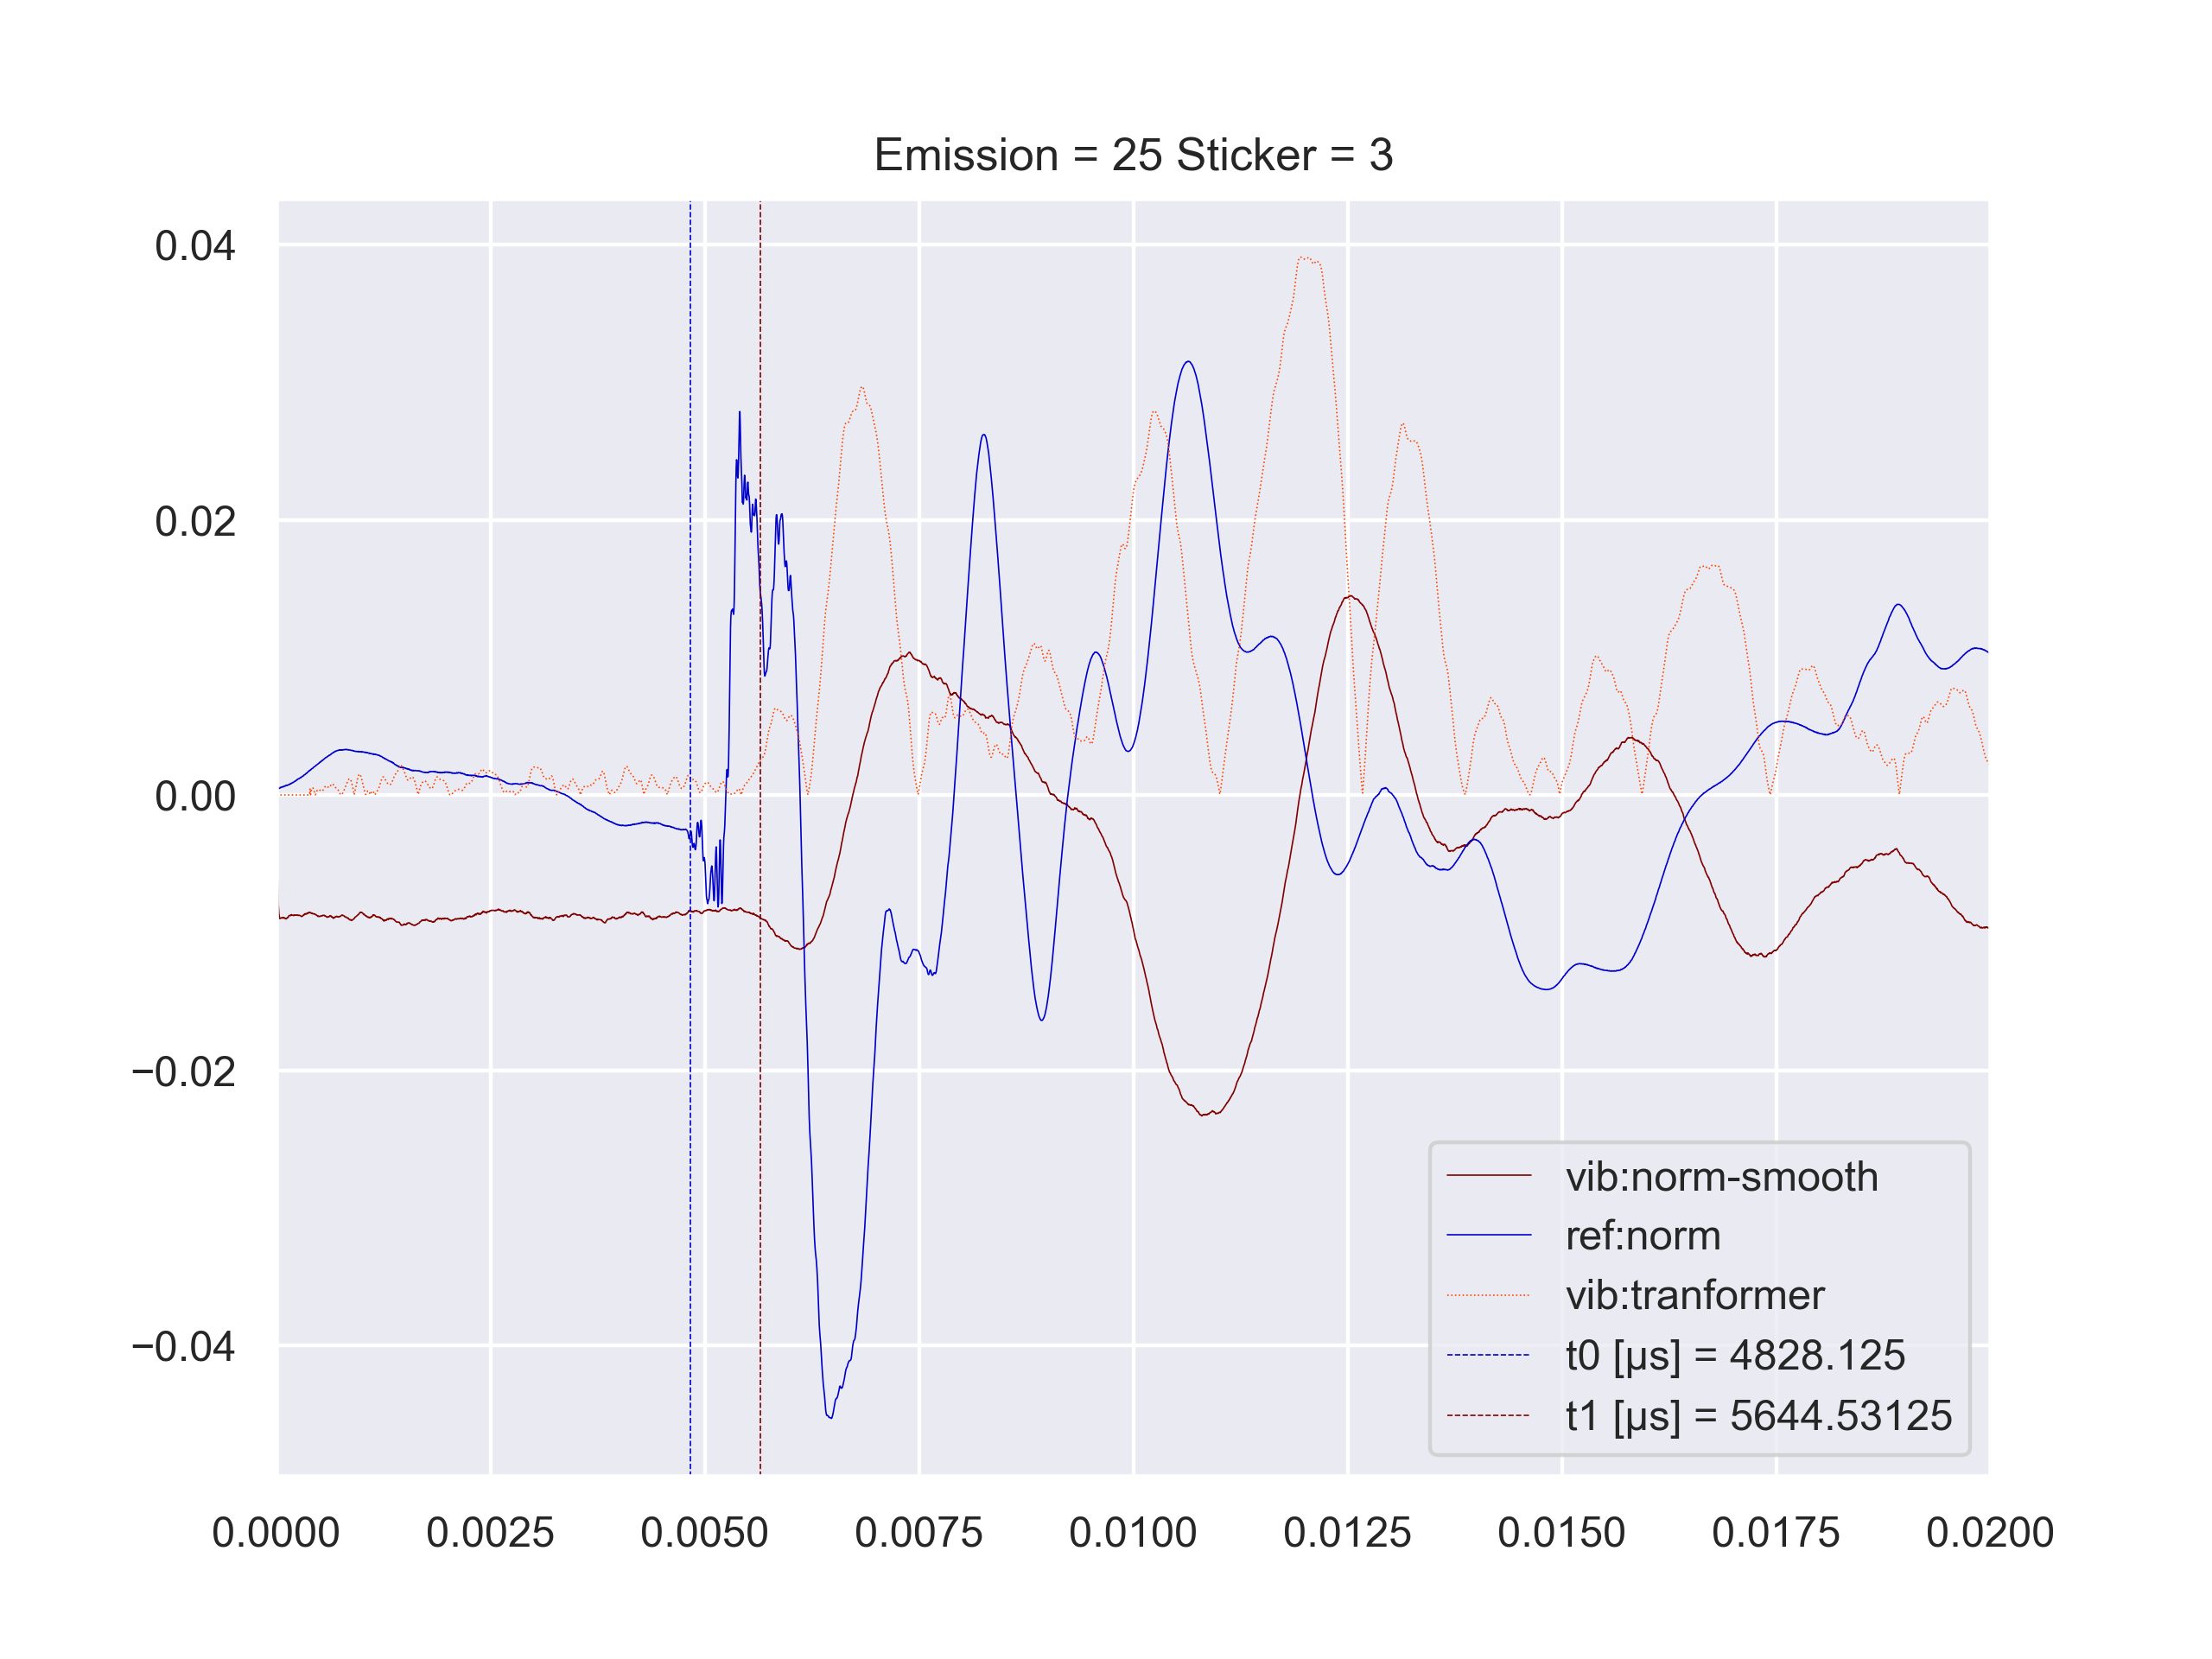 Emission = 25 Sticker = 3
0.04
0.02
0.00
−0.02
−0.04
vib:norm-smooth
ref:norm
vib:tranformer
t0 [µs] = 4828.125
t1 [µs] = 5644.53125
0.0000 0.0025 0.0050 0.0075 0.0100 0.0125 0.0150 0.0175 0.0200